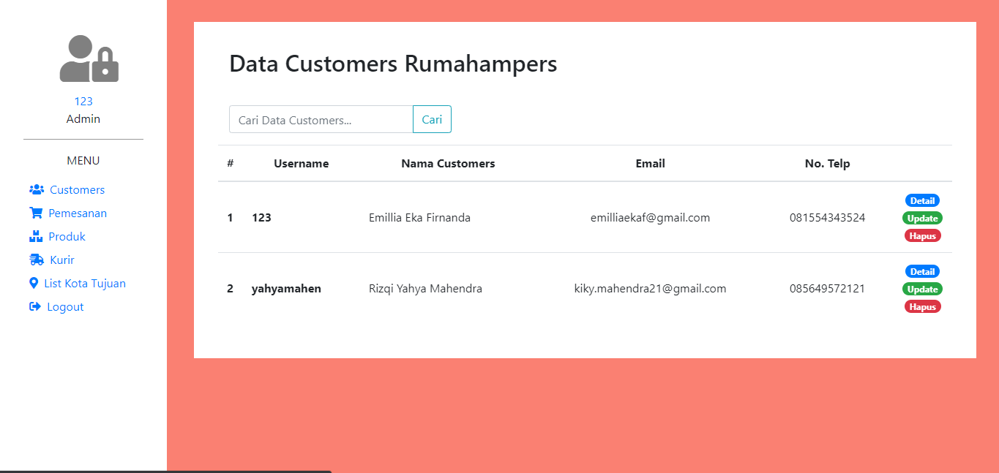 123
Admin
MENU
Customers
Pemesanan
Produk
Kurir
List Kota Tujuan
Logout
Data Customers Rumahampers
Cari Data Customers... Cari
# Username Nama Customers Email No. Telp
1 123 Emillia Eka Firnanda emilliaekaf@gmail.com 081554343524
Detail
Update
Hapus
2 yahyamahen Rizqi Yahya Mahendra kiky.mahendra21@gmail.com 085649572121
Detail
Update
Hapus